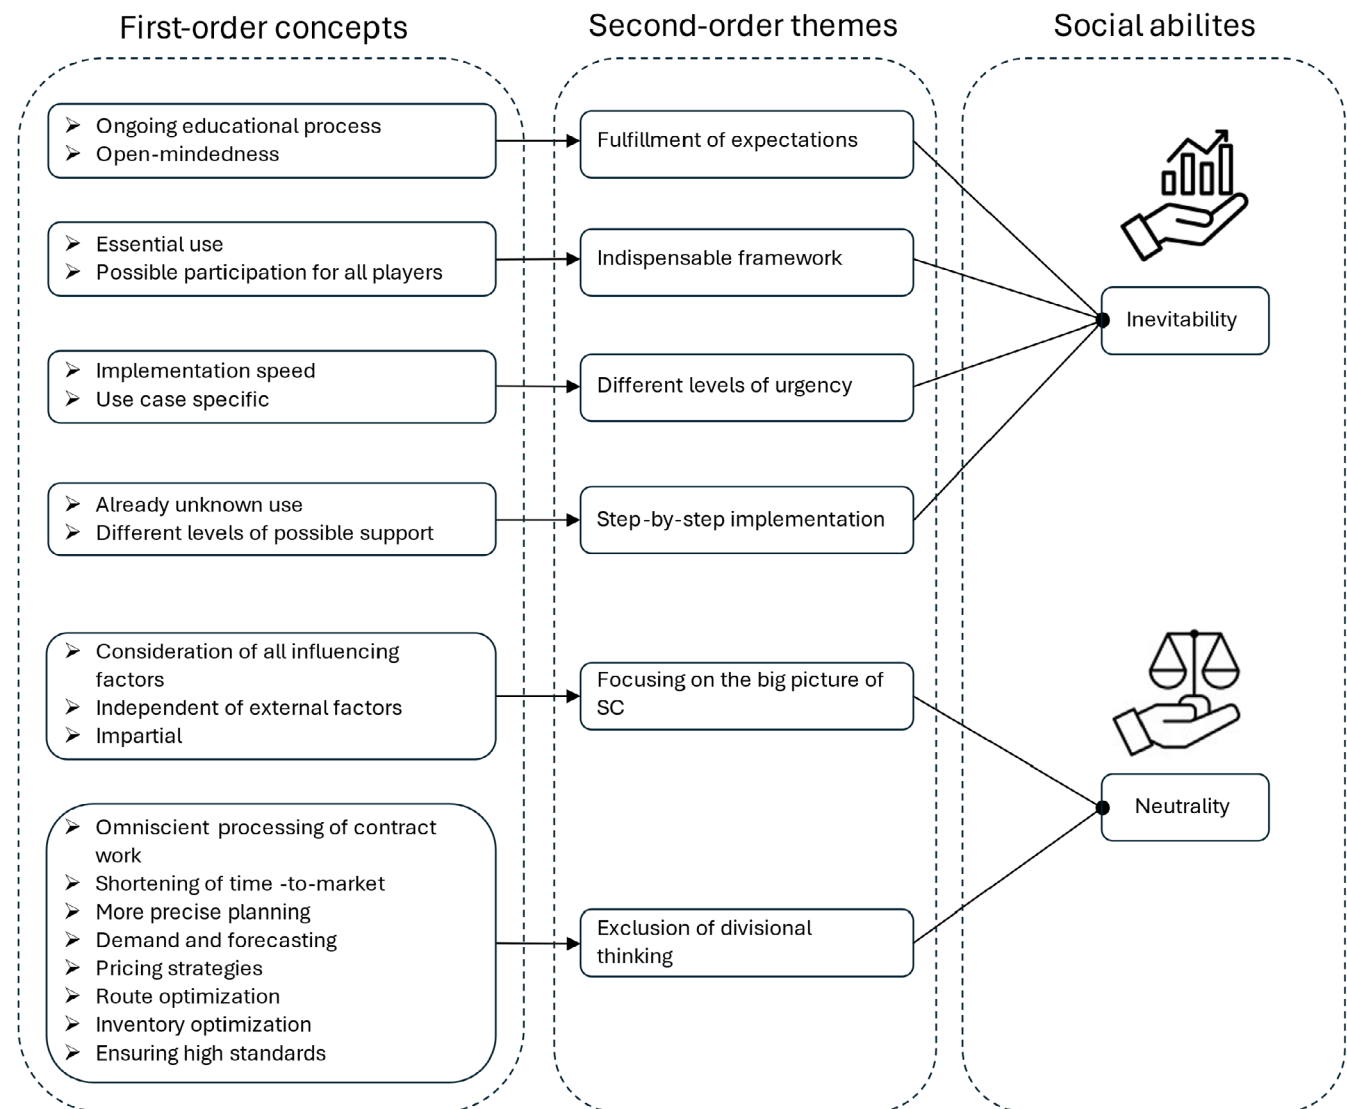 First-order concepts
Second-order themes
Social abilites
Ongoing educational process
Open-mindedness
Fulfillment of expectations
Essential use
Possible participation for all players
Indispensable framework
Inevitability
Implementation speed
Use case specific
Different levels of urgency
Already unknown use
Different levels of possible support
Step-by-step implementation
Consideration of all influencing
factors
Independent of external factors
Impartial
Focusing on the big picture of
SC
Neutrality
Omniscient processing of contract
work
Shortening of time -to-market
More precise planning
Demand and forecasting
Pricing strategies
Route optimization
Inventory optimization
Ensuring high standards
Exclusion of divisional
thinking